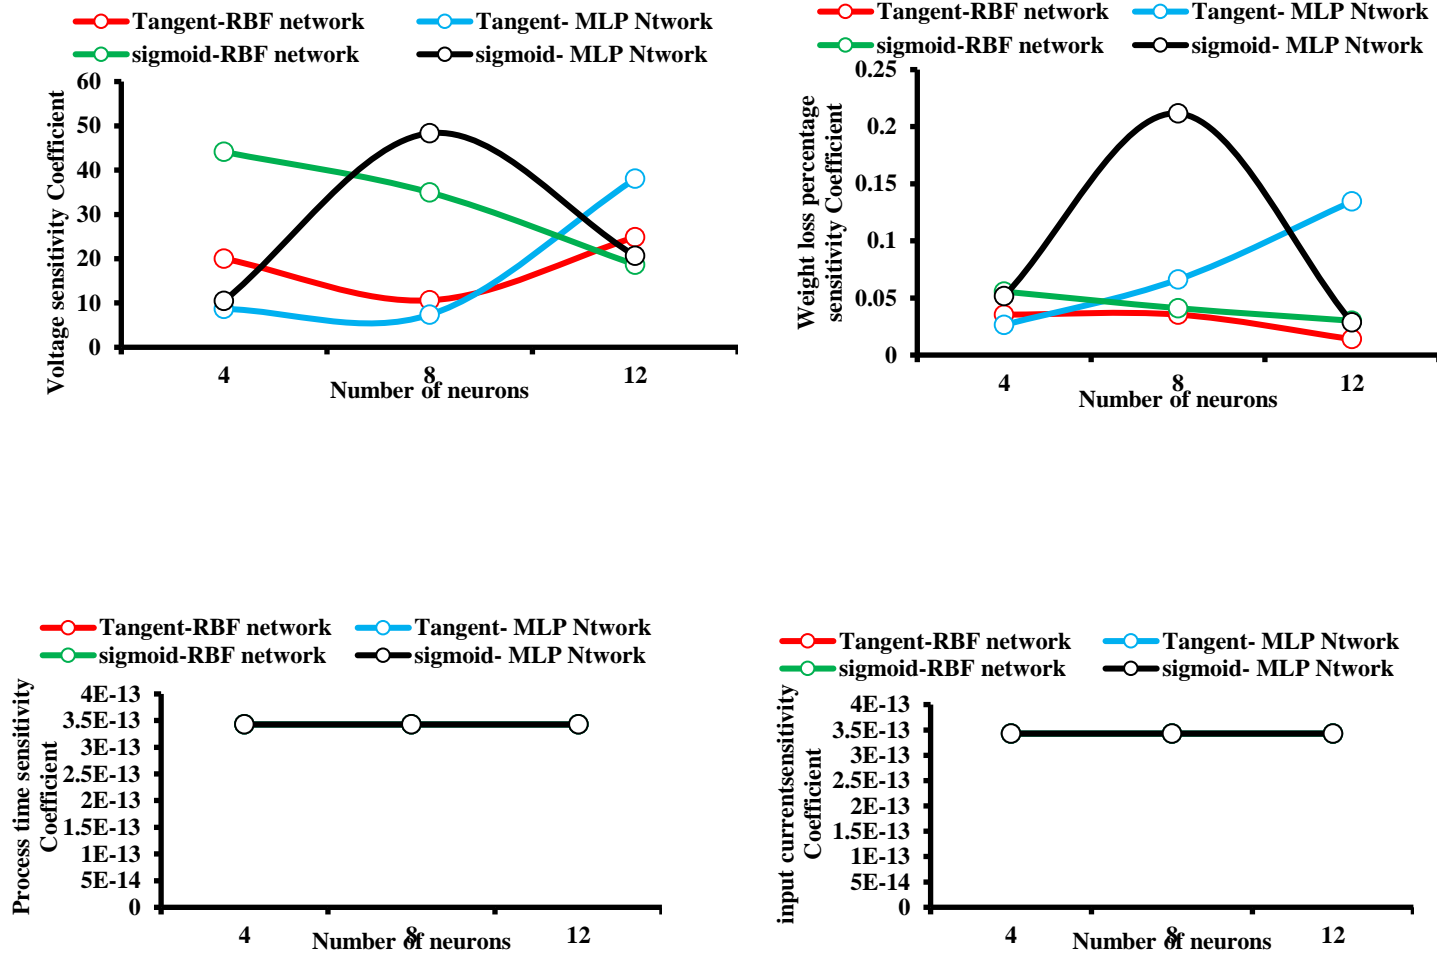 Tangent-RBF network
Tangent- MLP Ntwork
sigmoid-RBF network
sigmoid- MLP Ntwork
Voltage sensitivity Coefficient
60
50
40
30
20
10
0
4
8
12
Number of neurons
Tangent-RBF network
Tangent- MLP Ntwork
sigmoid-RBF network
sigmoid- MLP Ntwork
Weight loss percentage
sensitivity Coefficient
0.25
0.2
0.15
0.1
0.05
0
4
8
12
Number of neurons
Tangent-RBF network
Tangent- MLP Ntwork
sigmoid-RBF network
sigmoid- MLP Ntwork
Process time sensitivity
Coefficient
4E-13
3.5E-13
3E-13
2.5E-13
2E-13
1.5E-13
1E-13
5E-14
0
4
8
12
Number of neurons
Tangent-RBF network
Tangent- MLP Ntwork
sigmoid-RBF network
sigmoid- MLP Ntwork
input currentsensitivity
Coefficient
4E-13
3.5E-13
3E-13
2.5E-13
2E-13
1.5E-13
1E-13
5E-14
0
4
8
12
Number of neurons